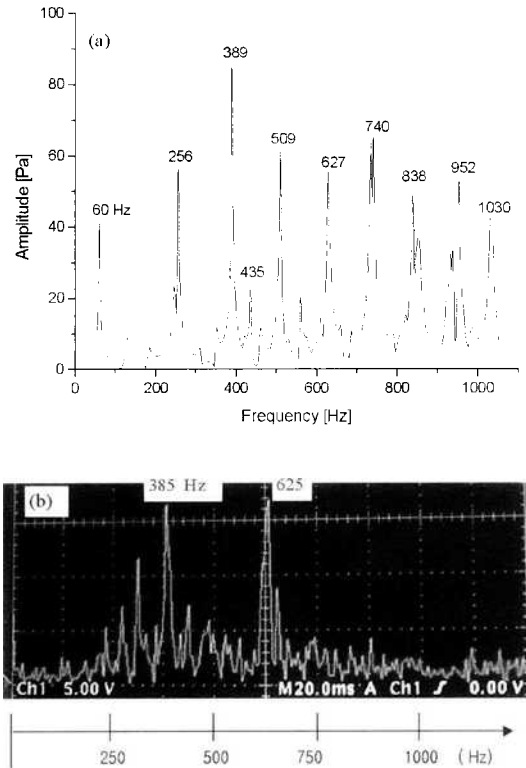 (a)
100
80
60
40
20
0
Amplitude [Pa]
60 Hz
256
389
435
509
627
740
838
952
1030
0 200 400 600 800 1000
Frequency [Hz]
(b)
385 Hz 625
Ch1 5.00 V M20.0ms A Ch1 ƒ 0.00 V
250 500 750 1000 (Hz)